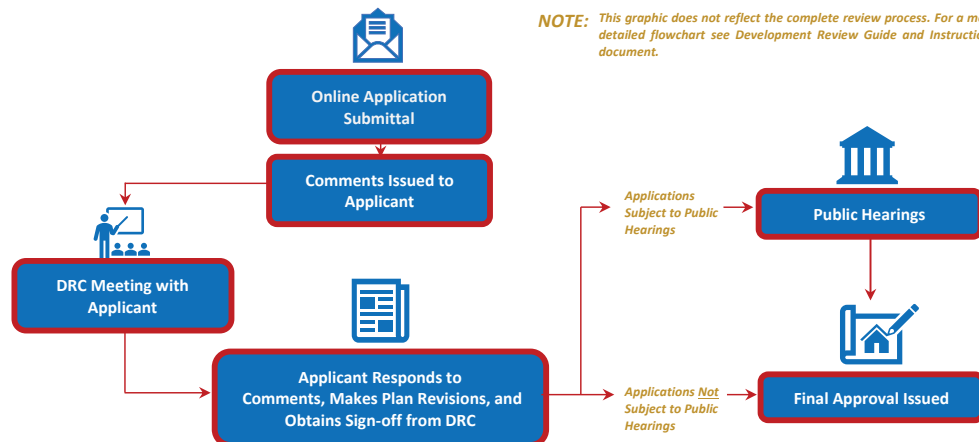 NOTE: This graphic does not reflect the complete review process. For a
detailed flowchart see Development Review Guide and
document.
Online Application
Submittal
Comments Issued to
Applicant
DRC Meeting with
Applicant
Applicant Responds to
Comments, Makes Plan Revisions, and
Obtains Sign-off from DRC
Applications
Subject to Public
Hearings
Public Hearings
Applications Not
Subject to Public
Hearings
Final Approval Issued